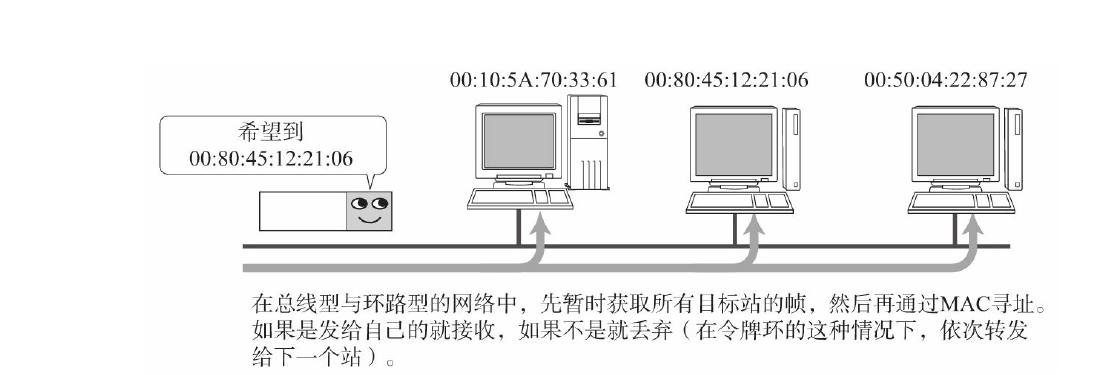 00:10:5A:70:33:61
00:80:45:12:21:06
00:50:04:22:87:27
希望到
00:80:45:12:21:06
在总线型与环路型的网络中，先暂时获取所有目标站的帧，然后再通过MAC寻址。
如果是发给自己的就接收，如果不是就丢弃（在令牌环的这种情况下，依次转发
给下一个站）。